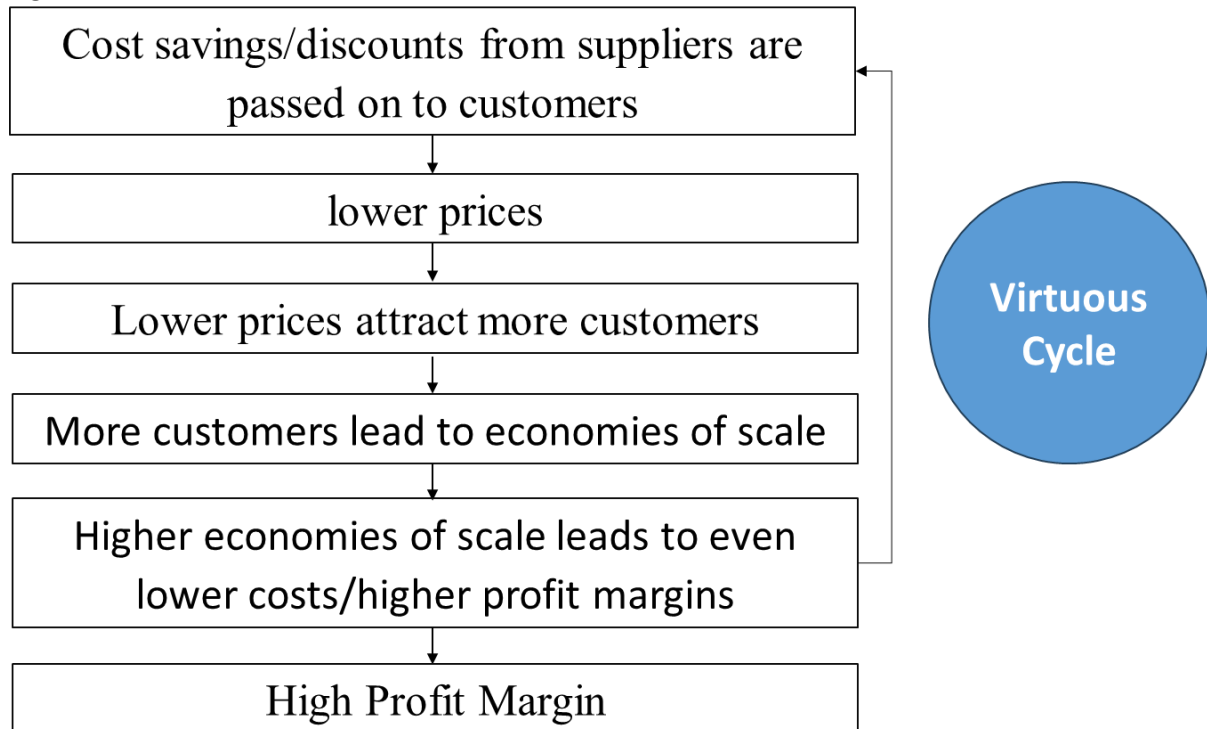 Cost savings/discounts from suppliers are
passed on to customers
lower prices
Lower prices attract more customers
More customers lead to economies of scale
Higher economies of scale leads to even
lower costs/higher profit margins
High Profit Margin
Virtuous
Cycle